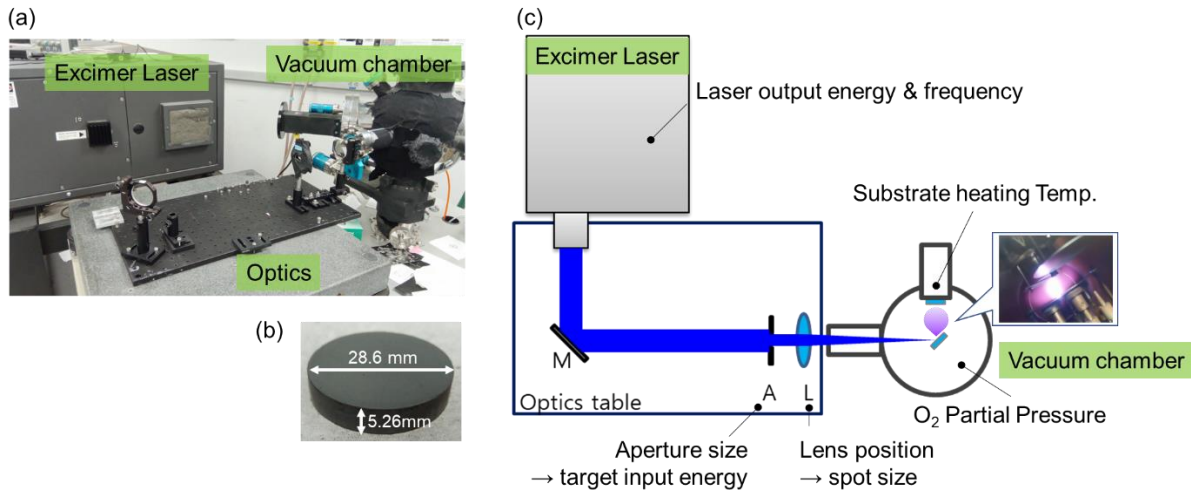 (a)
Excimer Laser
Vacuum chamber
Optics
(b)
28.6 mm
5.26mm
(c)
Excimer Laser
Laser output energy & frequency
Substrate heating Temp.
M
Optics table
A
L
Vacuum chamber
O₂ Partial Pressure
Aperture size
→ target input energy
Lens position
→ spot size